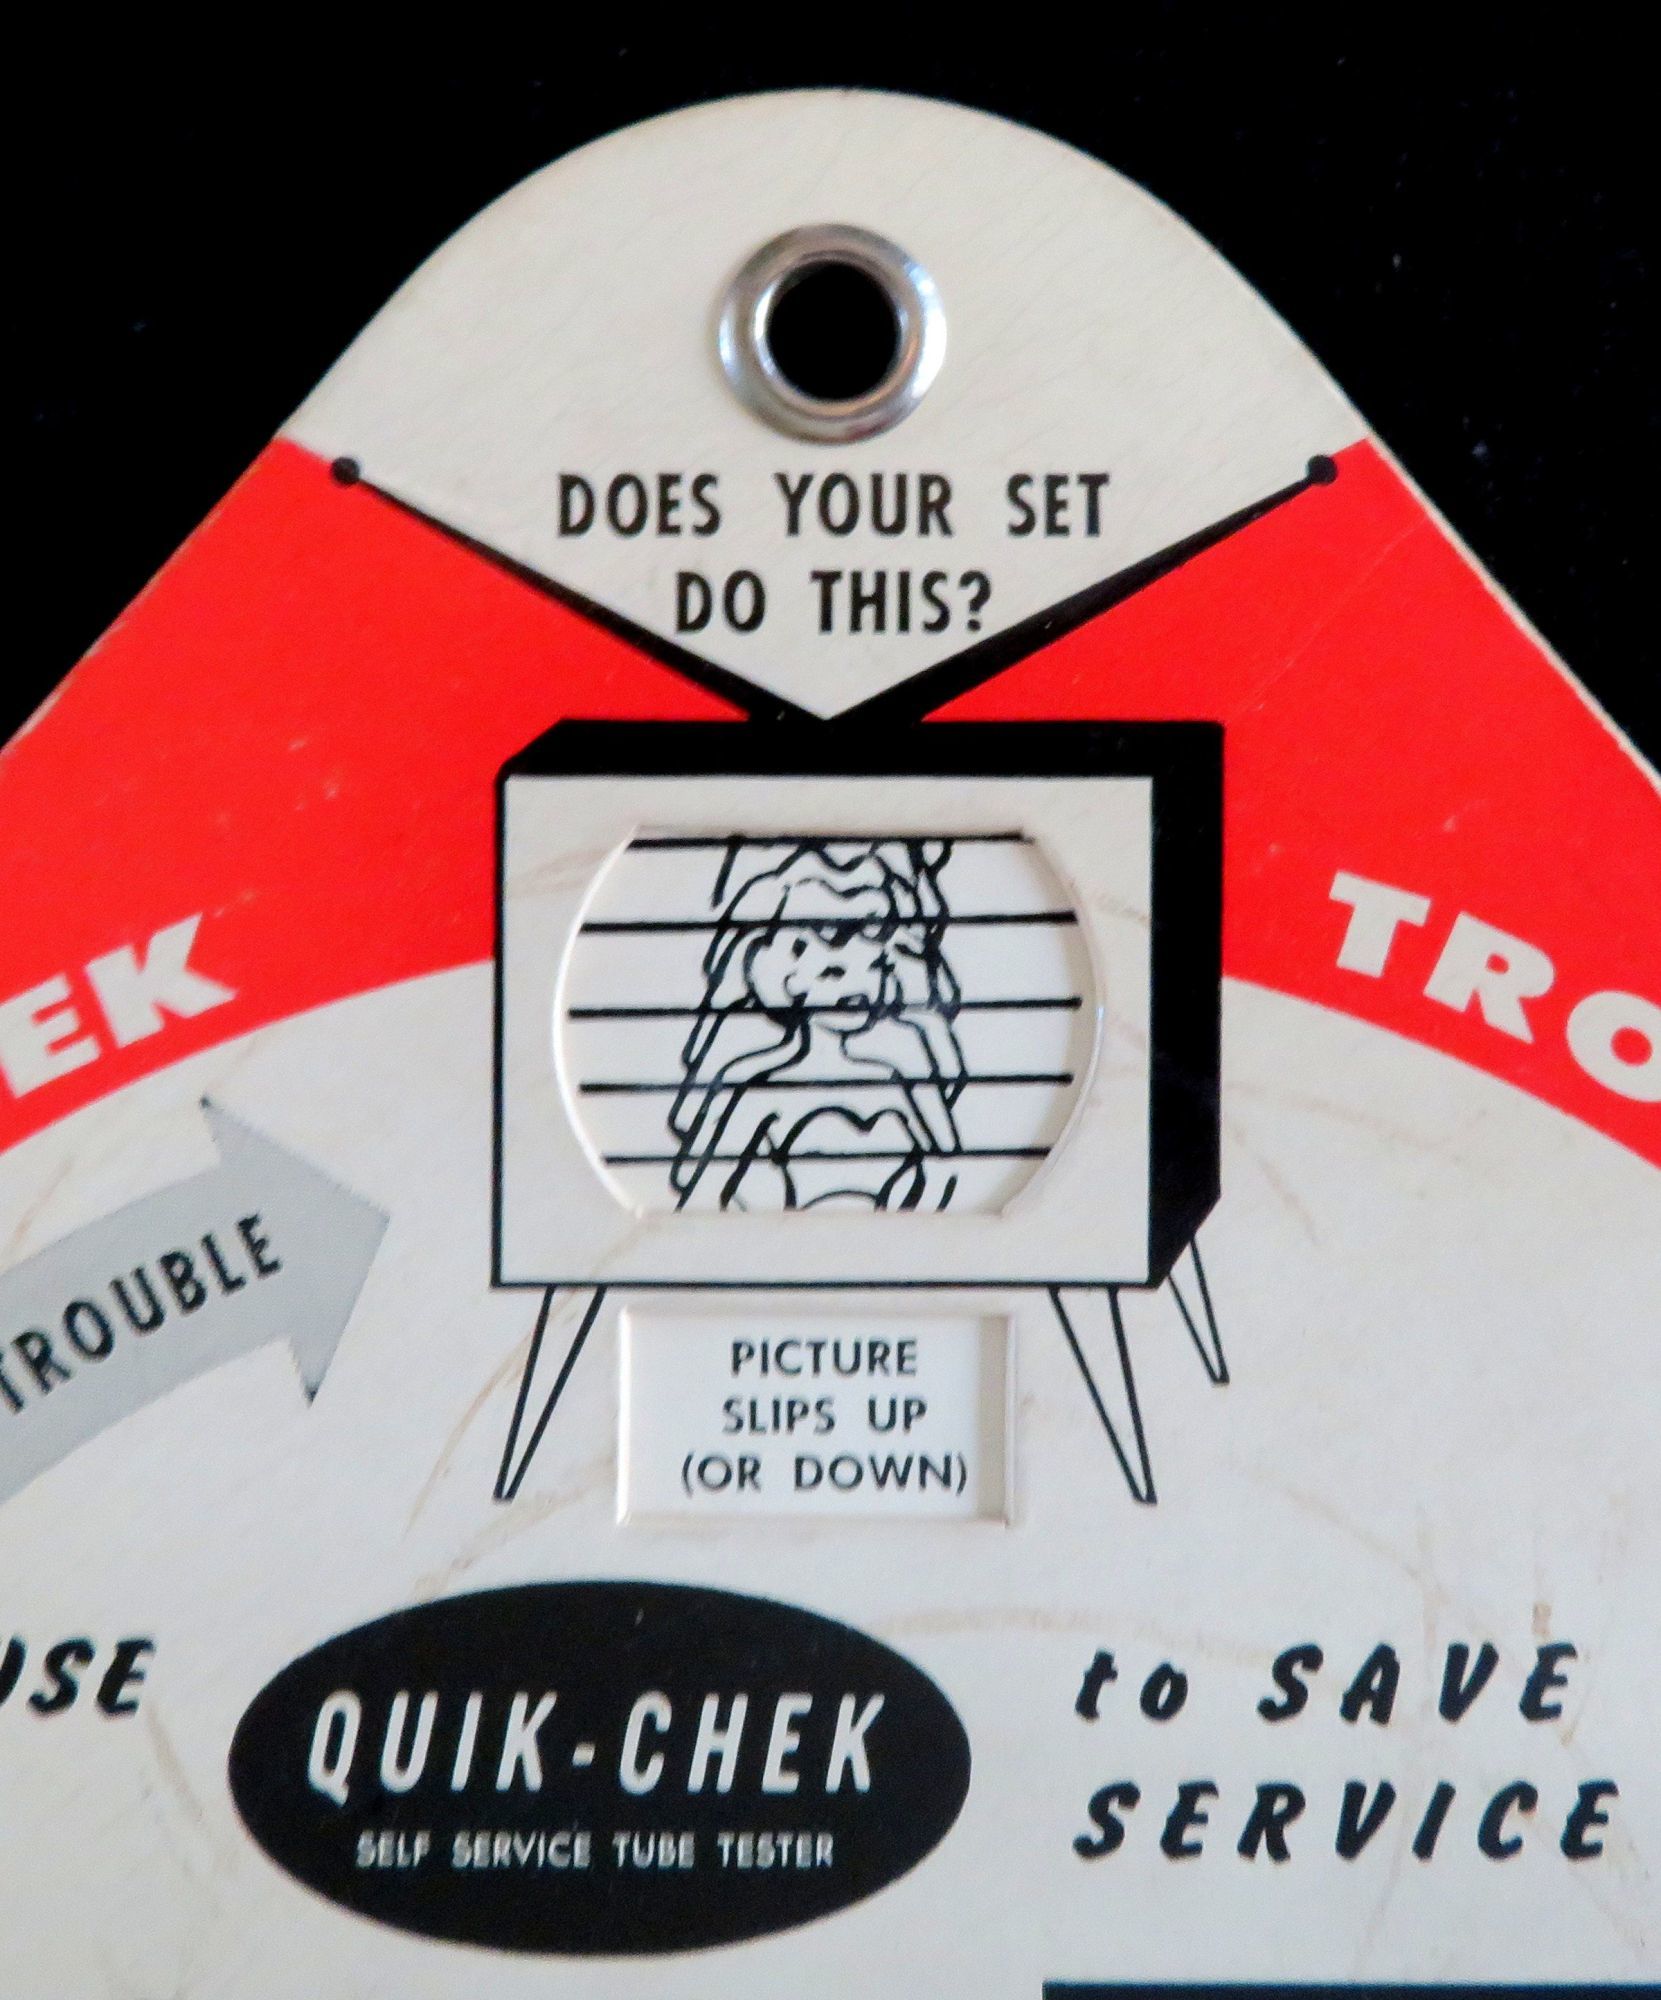 DOES YOUR SET
DO THIS?
EK TRO
TROUBLE
PICTURE
SLIPS UP
(OR DOWN)
USE QUIK-CHEK to SAVE
SELF SERVICE TUBE TESTER SERVICE